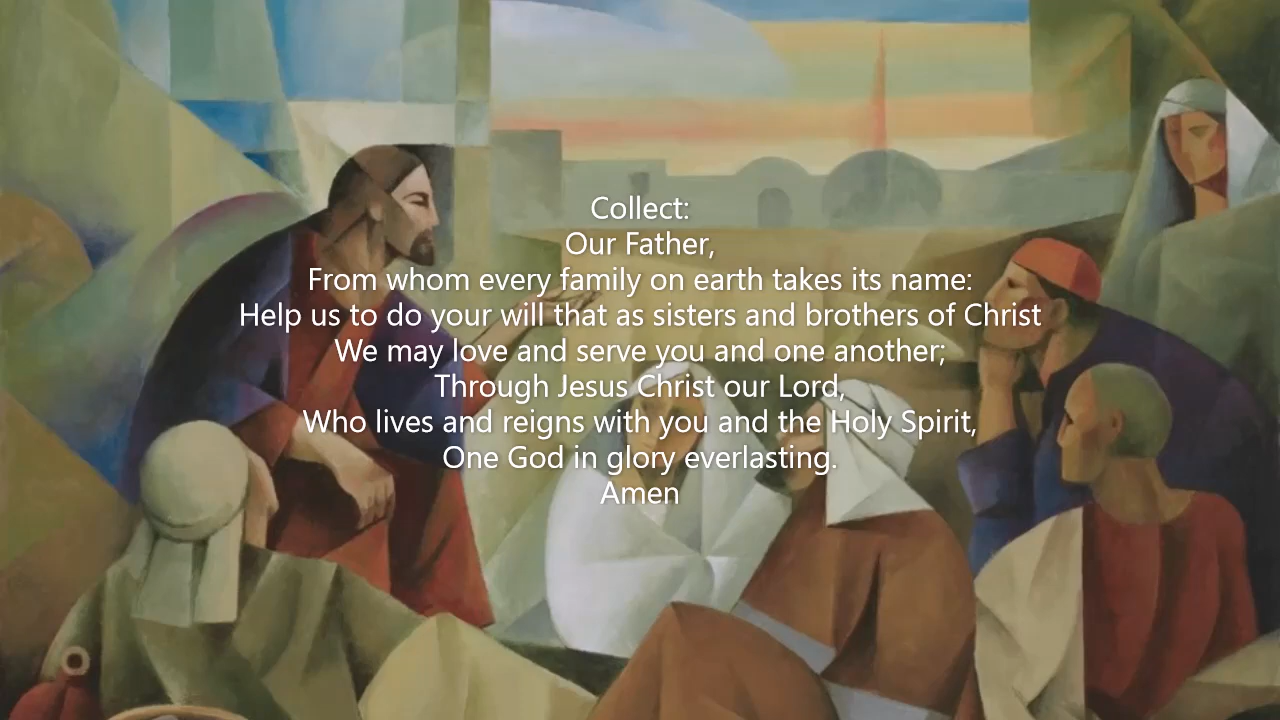 Collect:
Our Father,
From whom every family on earth takes its name:
Help us to do your will that as sisters and brothers of Christ
We may love and serve you and one another;
Through Jesus Christ our Lord,
Who lives and reigns with you and the Holy Spirit,
One God in glory everlasting.
Amen